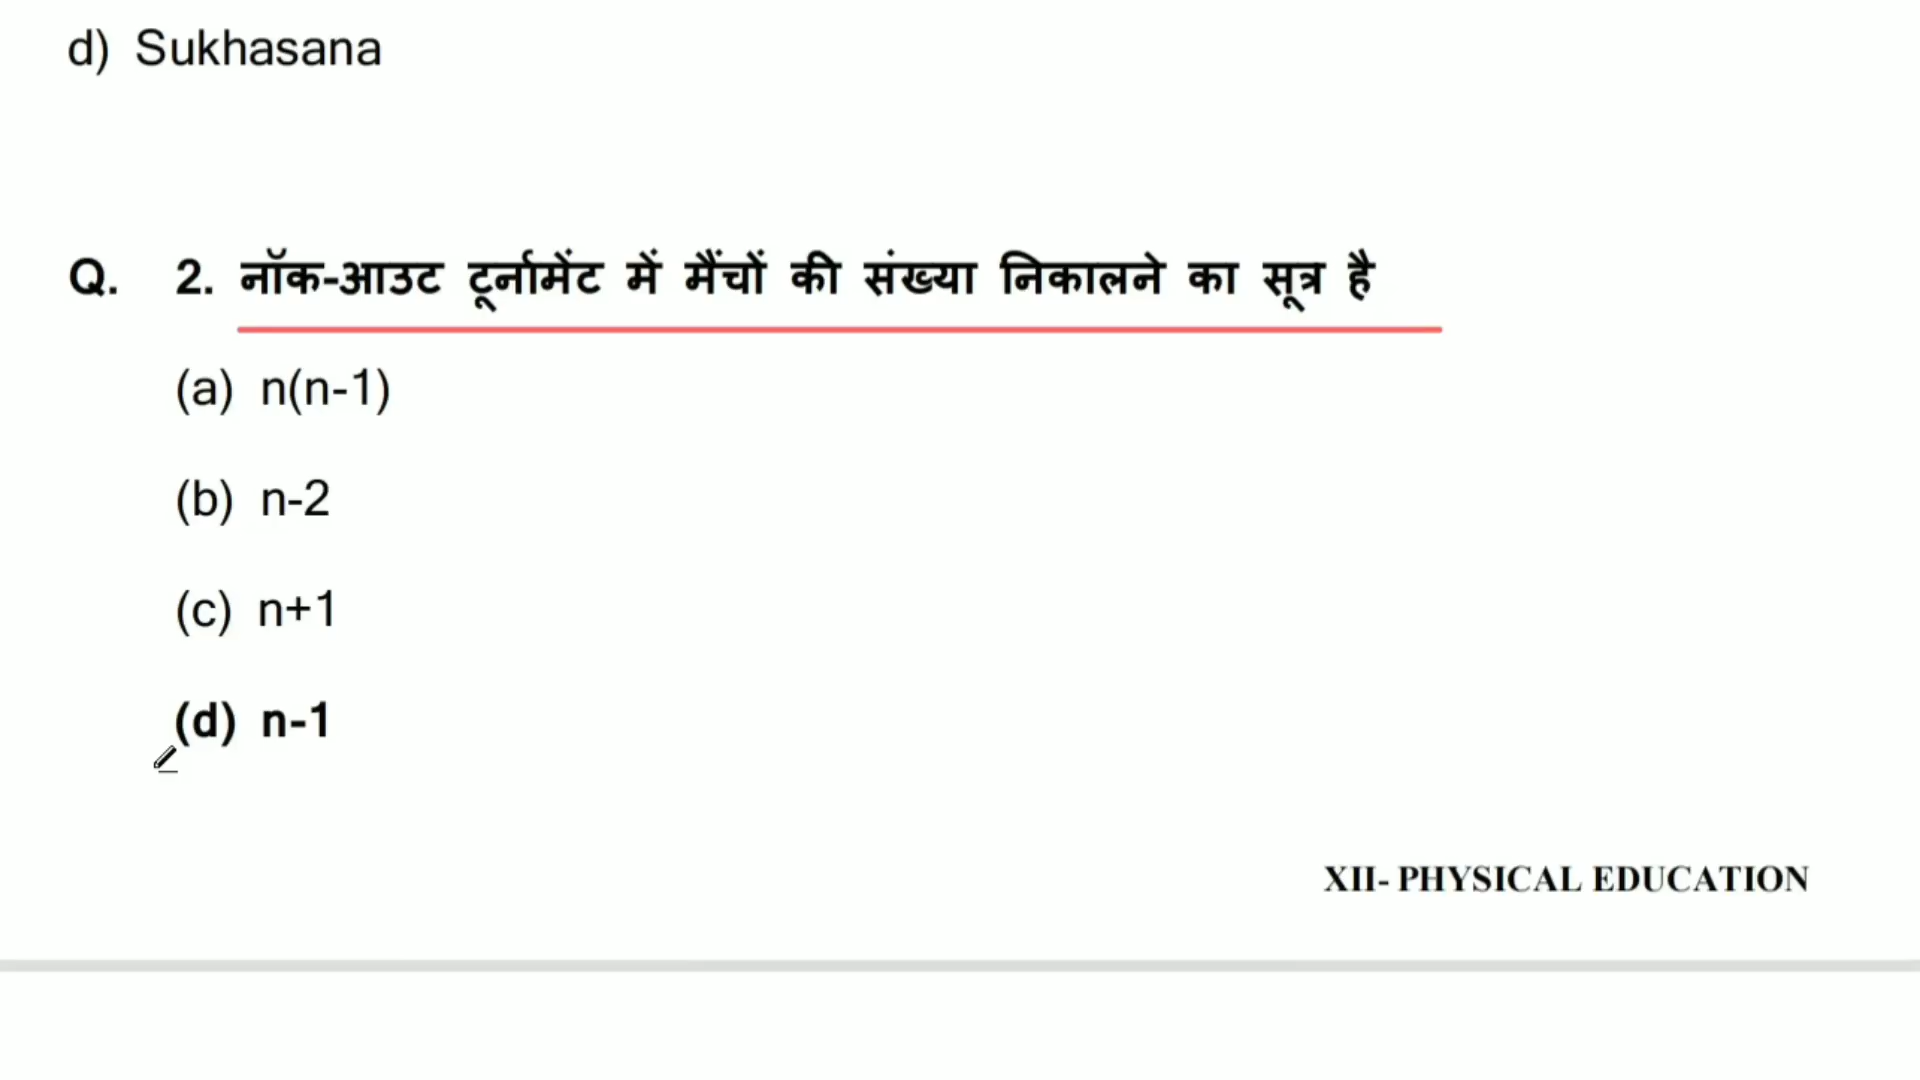 d) Sukhasana
Q. 2. नॉक-आउट टूर्नामेंट में मैंचों की संख्या निकालने का सूत्र है
(a) n(n-1)
(b) n-2
(c) n+1
(d) n-1
XII- PHYSICAL EDUCATION